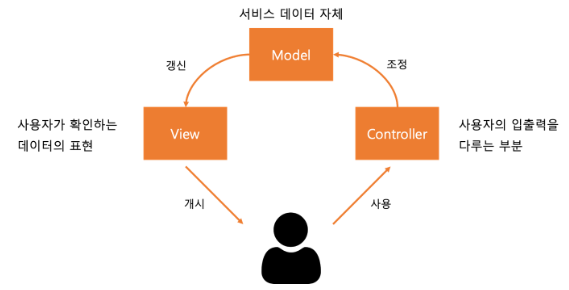 서비스 데이터 자체
Model
갱신
조정
사용자가 확인하는
데이터의 표현
View
Controller
사용자의 입출력을
다루는 부분
개시
사용